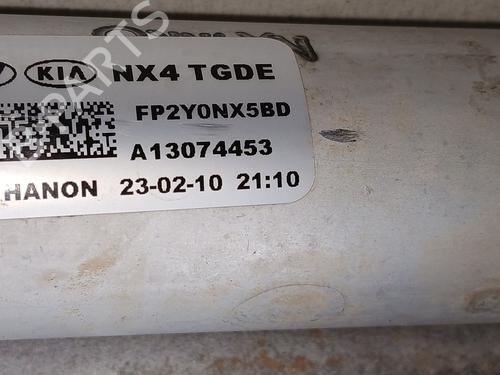 KIA NX4 TGDE
FP2Y0NX5BD
A13074453
HANON 23-02-10 21:10